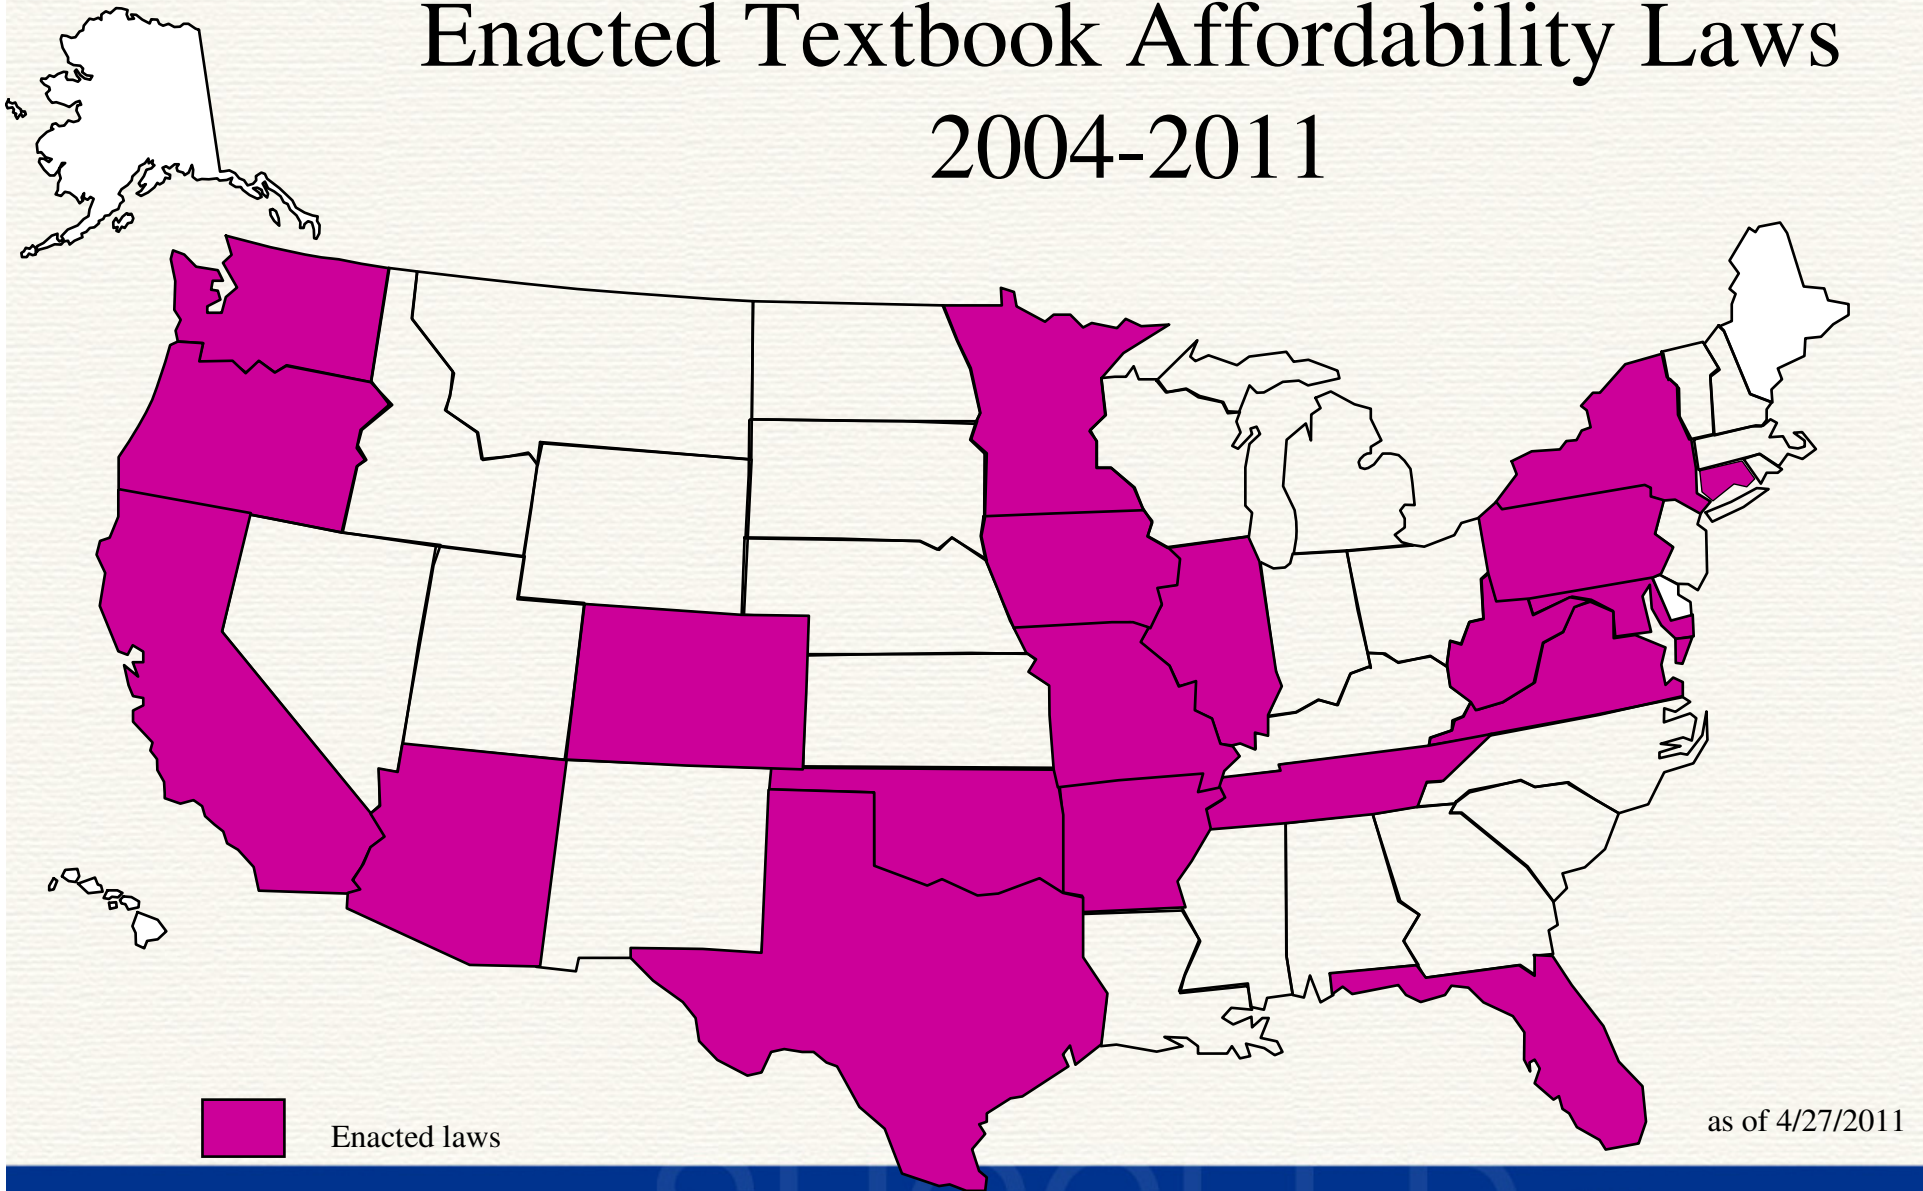 Enacted Textbook Affordability Laws
2004-2011
Enacted laws
as of 4/27/2011